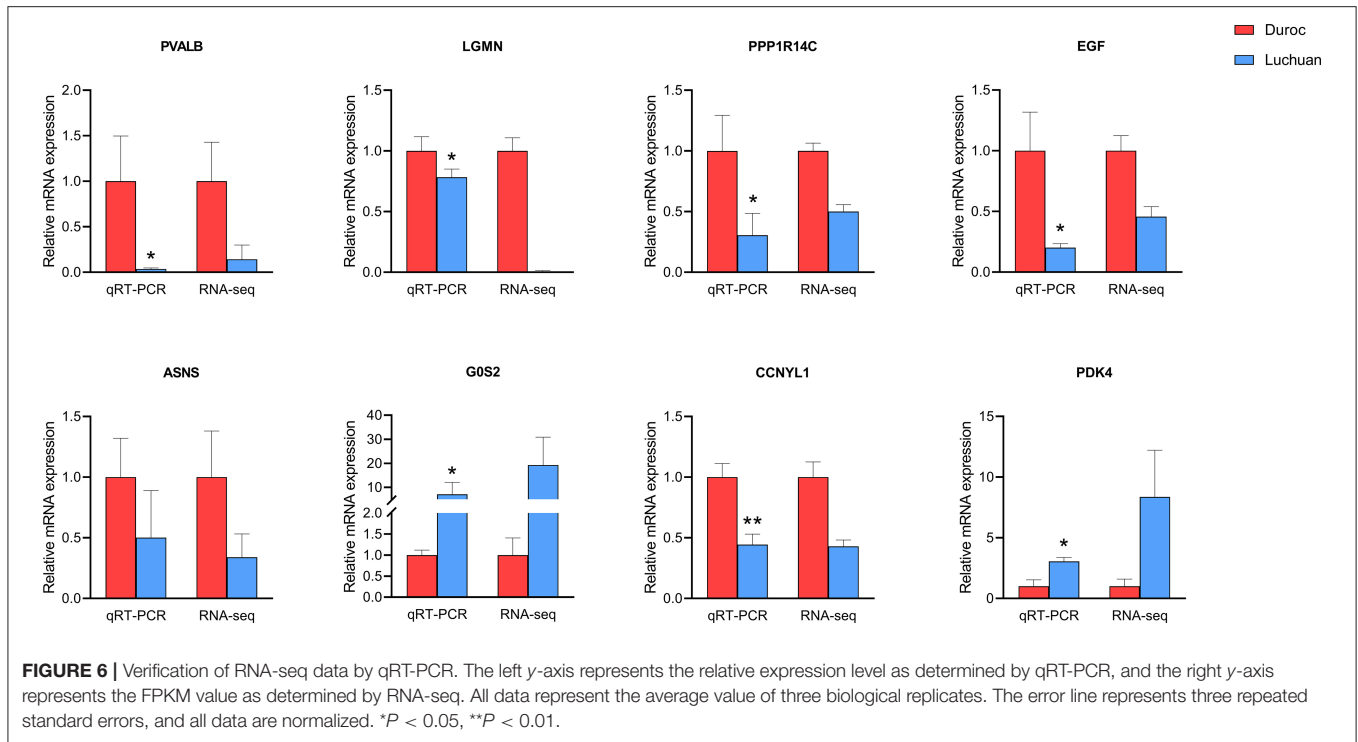 Duroc
Luchuan
PVALB
Relative mRNA expression
2.0
1.5
1.0
0.5
0.0
*
qRT-PCR RNA-seq
LGMN
Relative mRNA expression
1.5
1.0
0.5
0.0
*
qRT-PCR RNA-seq
PPP1R14C
Relative mRNA expression
1.5
1.0
0.5
0.0
*
qRT-PCR RNA-seq
EGF
Relative mRNA expression
1.5
1.0
0.5
0.0
*
qRT-PCR RNA-seq
ASNS
Relative mRNA expression
1.5
1.0
0.5
0.0
qRT-PCR RNA-seq
G0S2
Relative mRNA expression
40
30
20
10
2.0
1.5
1.0
0.5
0.0
*
qRT-PCR RNA-seq
CCNYL1
Relative mRNA expression
1.5
1.0
0.5
0.0
**
qRT-PCR RNA-seq
PDK4
Relative mRNA expression
15
10
5
0
*
qRT-PCR RNA-seq
FIGURE 6 | Verification of RNA-seq data by qRT-PCR. The left y-axis represents the relative expression level as determined by qRT-PCR, and the right y-axis
represents the FPKM value as determined by RNA-seq. All data represent the average value of three biological replicates. The error line represents three repeated
standard errors, and all data are normalized. *P < 0.05, **P < 0.01.